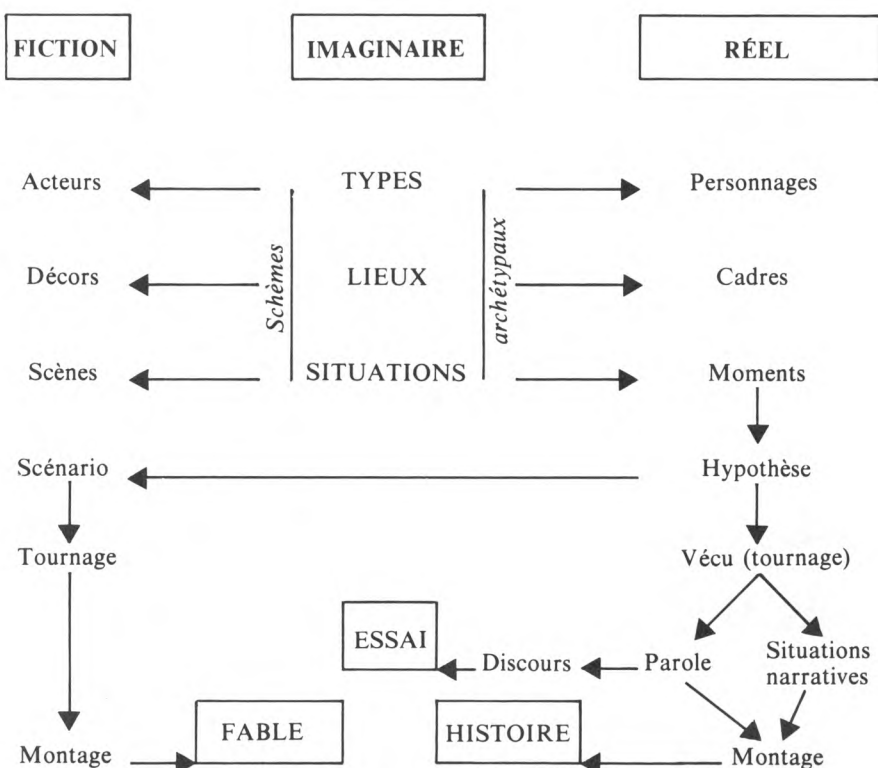 FICTION
IMAGINAIRE
RÉEL
Acteurs
TYPES
Personnages
Schèmes
archétypaux
Décors
LIEUX
Cadres
Scènes
SITUATIONS
Moments
Scénario
Hypothèse
Tournage
Vécu (tournage)
ESSAI
Discours
Parole
Situations
narratives
FABLE
HISTOIRE
Montage
Montage